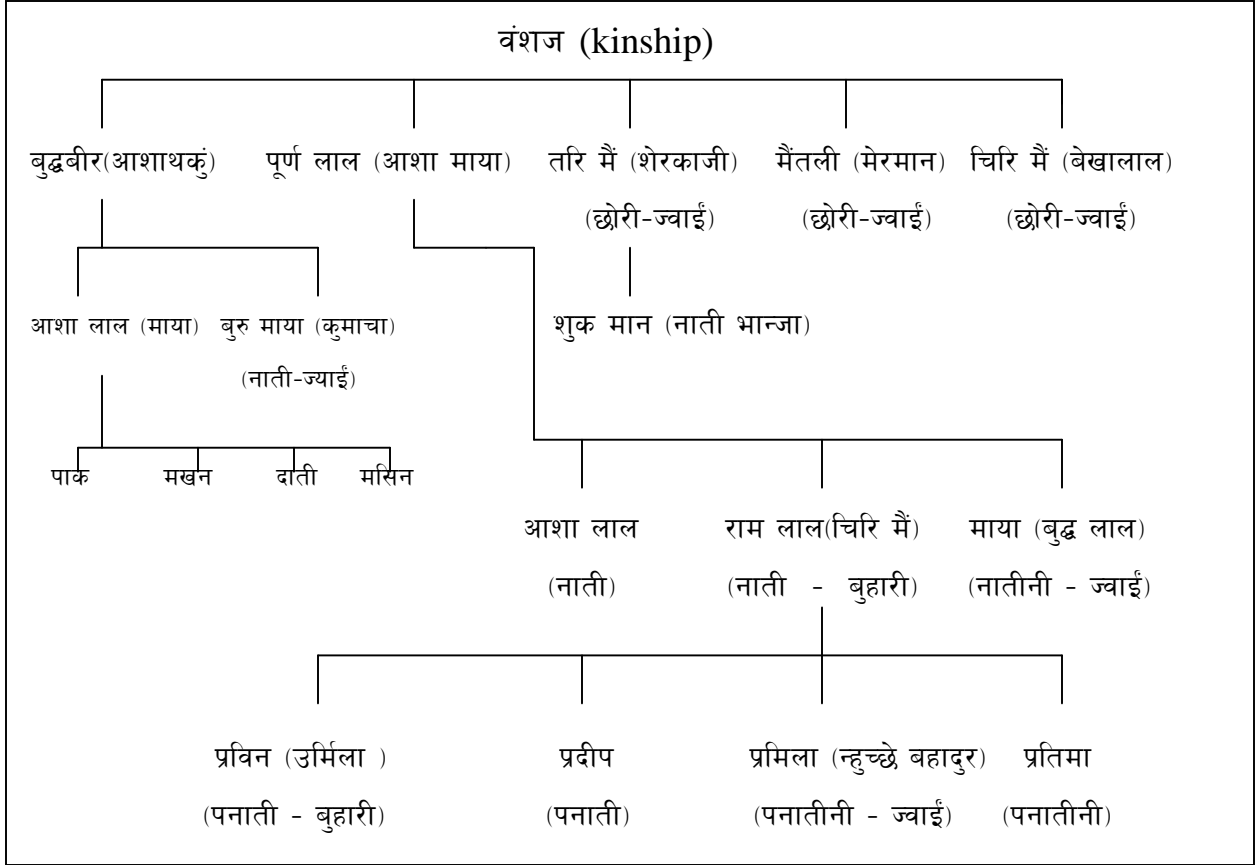 वंशज (kinship)
बुद्धबीर(आशाथकुं) पूर्ण लाल (आशा माया) तरि मैं (शेरकाजी) मैंतली (मेरमान) चिरि मैं (बेखालाल)
(छोरी-ज्वाईं) (छोरी-ज्वाईं) (छोरी-ज्वाईं)
आशा लाल (माया) बुरु माया (कुमाचा) शुक मान (नाती भान्जा)
(नाती-ज्याईं)
पाक मखन दाती मसिन
आशा लाल राम लाल(चिरि मैं) माया (बुद्ध लाल)
(नाती) (नाती - बुहारी) (नातीनी - ज्वाईं)
प्रविन (उर्मिला ) प्रदीप प्रमिला (न्हुच्छे बहादुर) प्रतिमा
(पनाती - बुहारी) (पनाती) (पनातीनी - ज्वाईं) (पनातीनी)